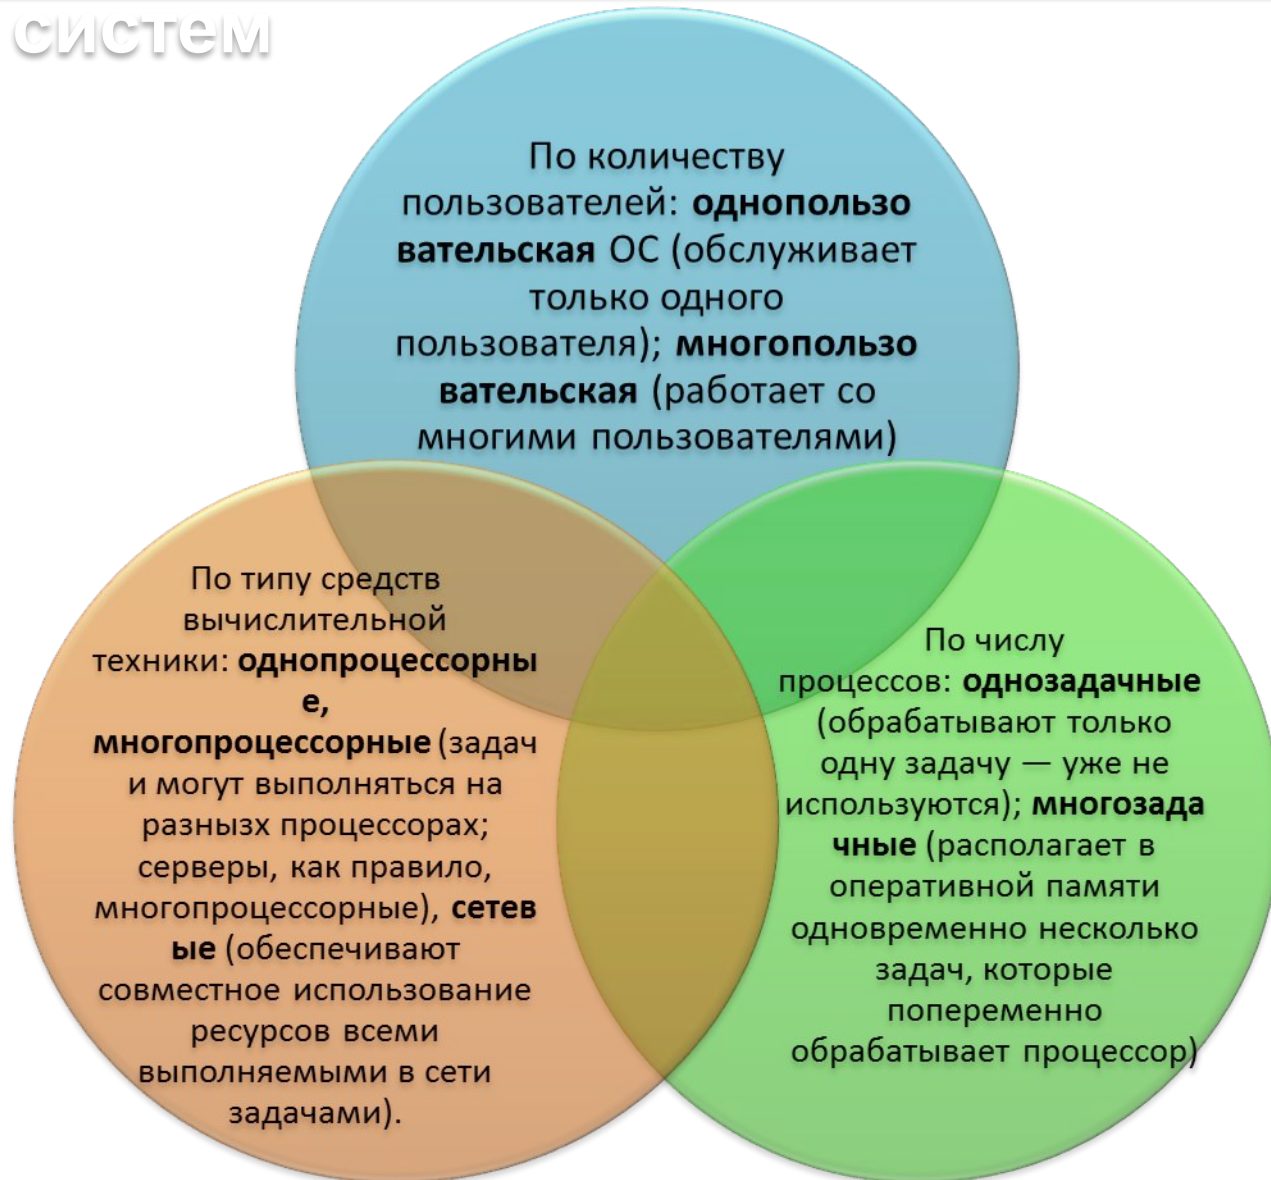 систем
По количеству
пользователей: однопользо
вательская ОС (обслуживает
только одного
пользователя); многопользо
вательская (работает со
многими пользователями)
По типу средств
вычислительной
техники: однопроцессорны
е,
многопроцессорные (задач
и могут выполняться на
разнызх процессорах;
серверы, как правило,
многопроцессорные), сетев
ые (обеспечивают
совместное использование
ресурсов всеми
выполняемыми в сети
задачами).
По числу
процессов: однозадачные
(обрабатывают только
одну задачу — уже не
используются); многозада
чные (располагает в
оперативной памяти
одновременно несколько
задач, которые
попеременно
обрабатывает процессор)